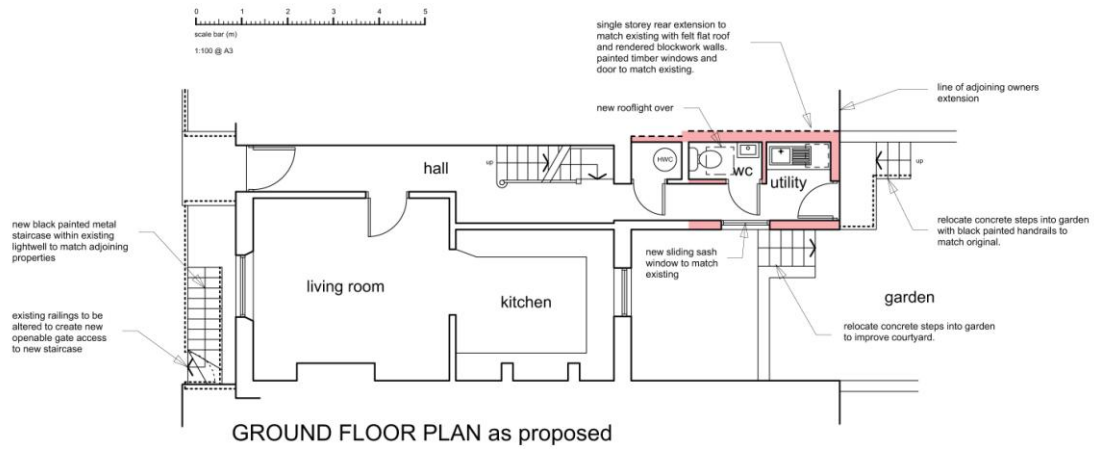 0 1 2 3 4 5
scale bar (m)
1:100 @ A3
single storey rear extension to
match existing with felt flat roof
and rendered blockwork walls.
painted timber windows and
door to match existing.
line of adjoining owners
extension
new rooflight over
hall
up
HWC
wc
utility
up
new black painted metal
staircase within existing
lightwell to match adjoining
properties
relocate concrete steps into garden
with black painted handrails to
match original.
new sliding sash
window to match
existing
living room
kitchen
garden
existing railings to be
altered to create new
openable gate access
to new staircase
relocate concrete steps into garden
to improve courtyard.
GROUND FLOOR PLAN as proposed